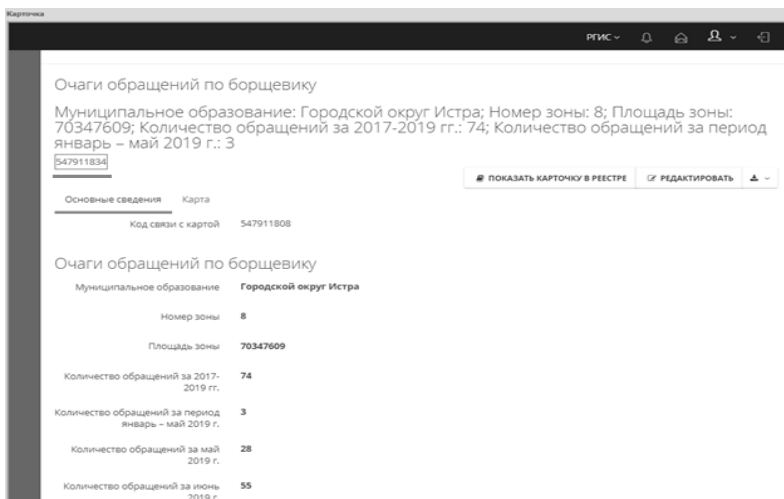 Карточка
РГИС
Очаги обращений по борщевику
Муниципальное образование: Городской округ Истра; Номер зоны: 8; Площадь зоны:
70347609; Количество обращений за 2017-2019 гг.: 74; Количество обращений за период
январь – май 2019 г.: 3
547911834
ПОКАЗАТЬ КАРТОЧКУ В РЕЕСТРЕ РЕДАКТИРОВАТЬ
Основные сведения Карта
Код связи с картой 547911808
Очаги обращений по борщевику
Муниципальное образование Городской округ Истра
Номер зоны 8
Площадь зоны 70347609
Количество обращений за 2017- 74
2019 гг.
Количество обращений за период 3
январь – май 2019 г.
Количество обращений за май 28
2019 г.
Количество обращений за июнь 55
2019 г.